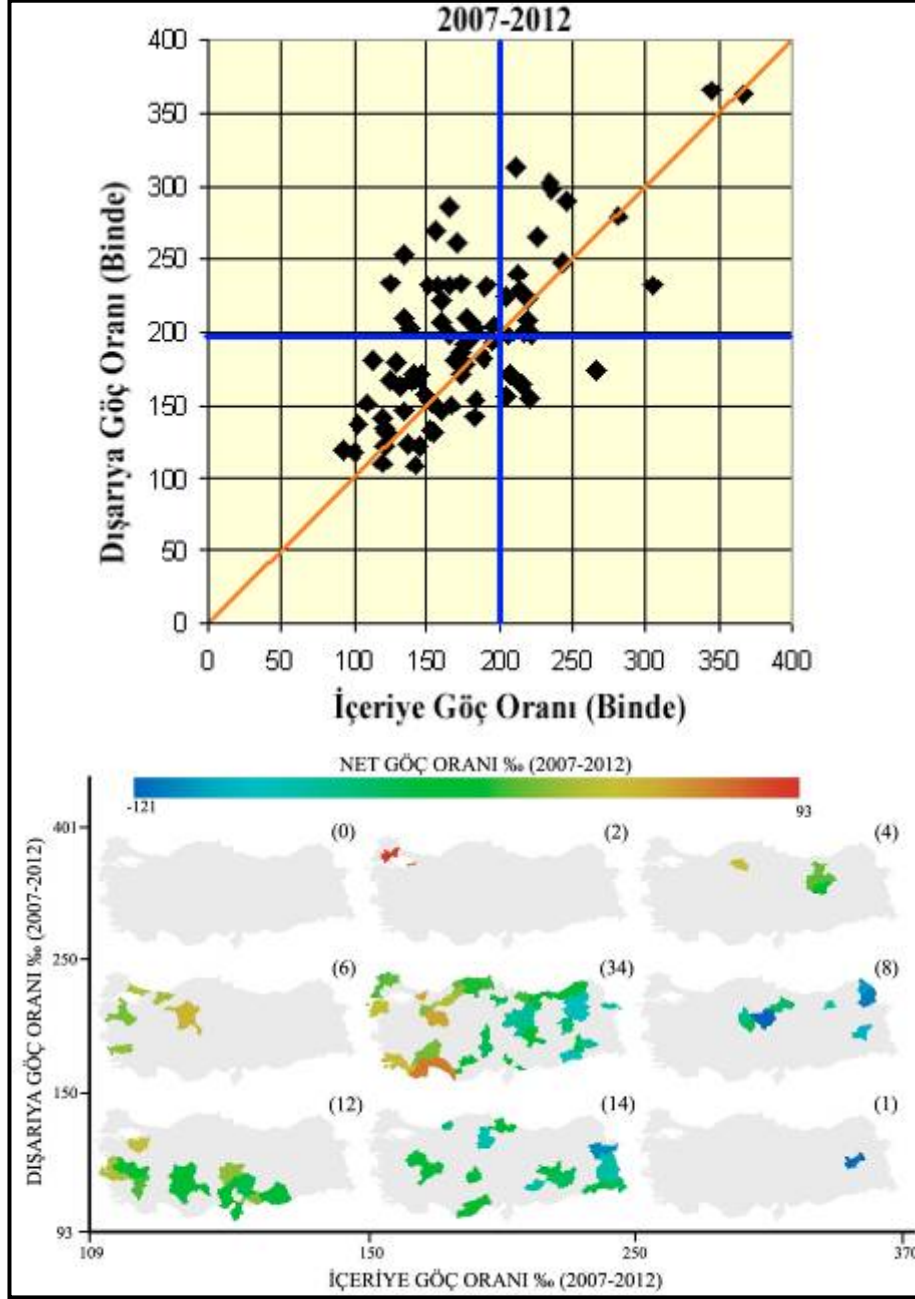 2007-2012
400
350
300
250
200
150
100
50
0
Dışarıya Göç Oranı (Binde)
0 50 100 150 200 250 300 350 400
İçeriye Göç Oranı (Binde)
NET GÖÇ ORANI ‰ (2007-2012)
-121 93
401
(0) (2) (4)
250
(6) (34) (8)
150
(12) (14) (1)
93
DIŞARIYA GÖÇ ORANI ‰ (2007-2012)
109 150 250 370
İÇERİYE GÖÇ ORANI ‰ (2007-2012)